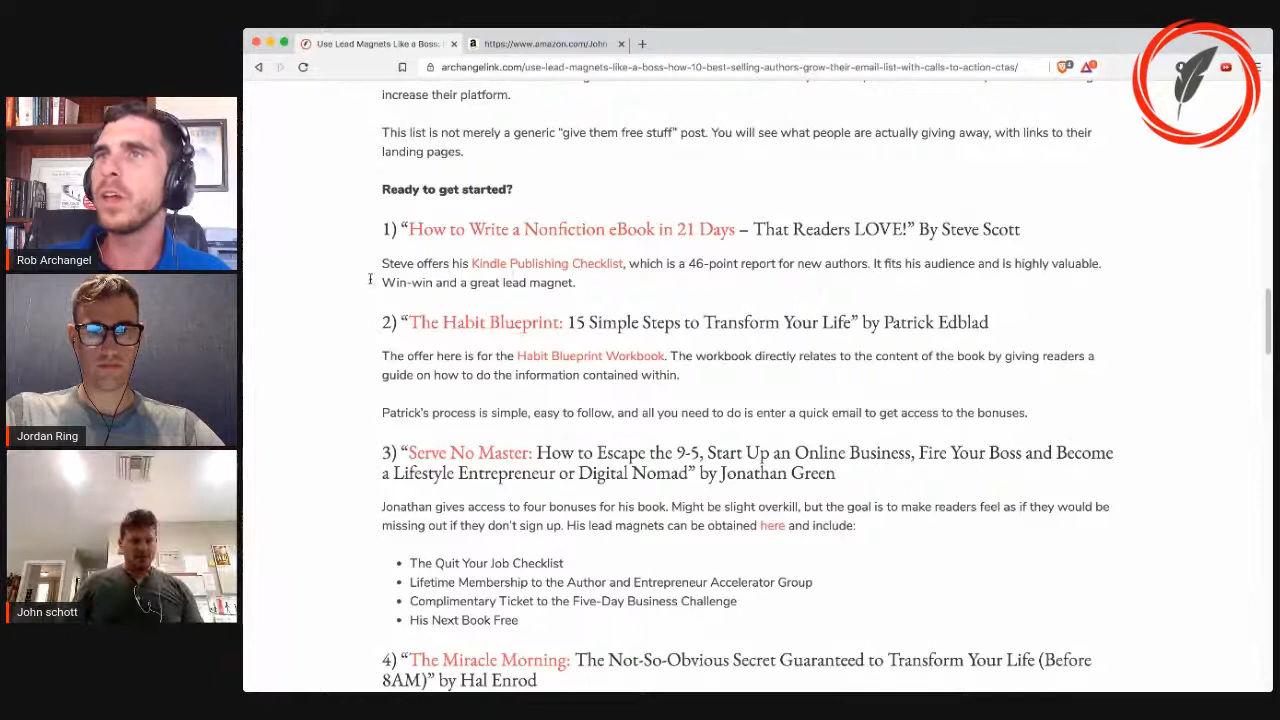 Use Lead Magnets Like a Boss:
https://www.amazon.com/John
archangelink.com/use-lead-magnets-like-a-boss-how-10-best-selling-authors-grow-their-email-list-with-calls-to-action-ctas/
increase their platform.
This list is not merely a generic “give them free stuff” post. You will see what people are actually giving away, with links to their
landing pages.
Ready to get started?
1) “How to Write a Nonfiction eBook in 21 Days – That Readers LOVE!” By Steve Scott
Steve offers his Kindle Publishing Checklist, which is a 46-point report for new authors. It fits his audience and is highly valuable.
Win-win and a great lead magnet.
2) “The Habit Blueprint: 15 Simple Steps to Transform Your Life” by Patrick Edblad
The offer here is for the Habit Blueprint Workbook. The workbook directly relates to the content of the book by giving readers a
guide on how to do the information contained within.
Patrick’s process is simple, easy to follow, and all you need to do is enter a quick email to get access to the bonuses.
3) “Serve No Master: How to Escape the 9-5, Start Up an Online Business, Fire Your Boss and Become
a Lifestyle Entrepreneur or Digital Nomad” by Jonathan Green
Jonathan gives access to four bonuses for his book. Might be slight overkill, but the goal is to make readers feel as if they would be
missing out if they don’t sign up. His lead magnets can be obtained here and include:
• The Quit Your Job Checklist
• Lifetime Membership to the Author and Entrepreneur Accelerator Group
• Complimentary Ticket to the Five-Day Business Challenge
• His Next Book Free
4) “The Miracle Morning: The Not-So-Obvious Secret Guaranteed to Transform Your Life (Before
8AM)” by Hal Enrod
Rob Archangel
Jordan Ring
John schott